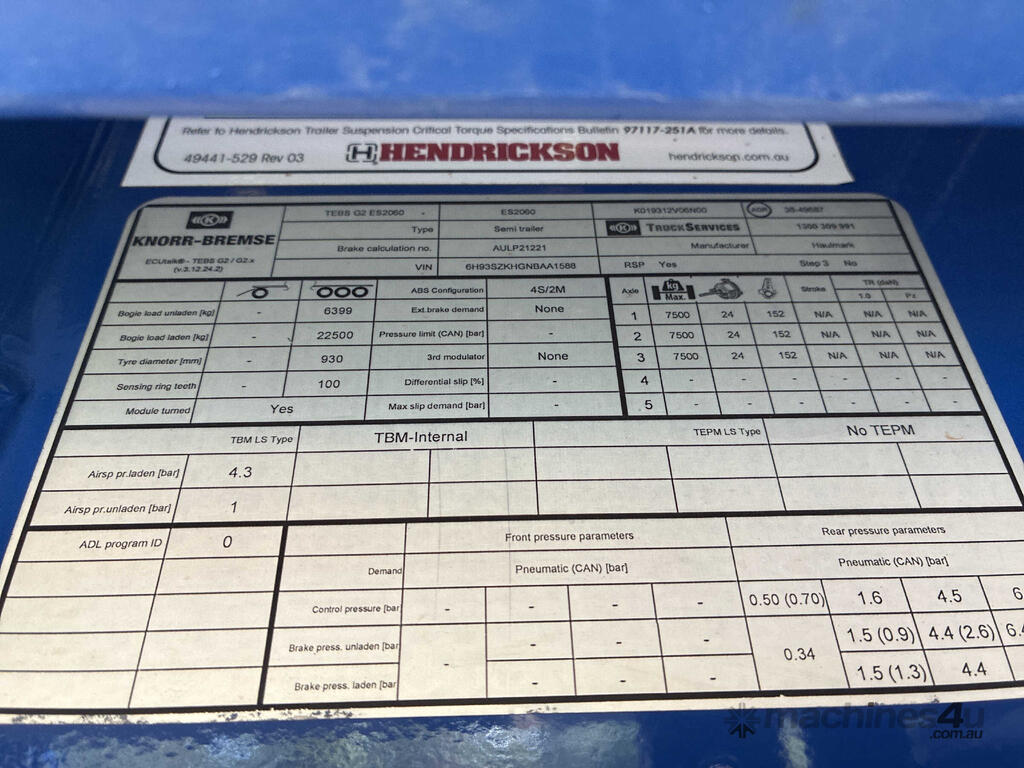 Refer to Hendrickson Trailer Suspension Critical Torque Specifications Bulletin 97117-251A for more details.
49441-529 Rev 03 HENDRICKSON hendrickson.com.au
K KNORR-BREMSE
ECUtalk® - TEBS G2 / G2.x
(v.3.12.24.2)
TEBS G2 ES2060 - ES2060 K019312V06N00 ADR 38-49687
Type Semi trailer K TRUCKSERVICES 1300 309 991
Brake calculation no. AULP21221 Manufacturer Haulmark
VIN 6H93SZKHGNBAA1588 RSP Yes Step 3 No
ABS Configuration 4S/2M Axle kg Max. Stroke TR (daN)
1.0 Pz
Bogie load unladen [kg] - 6399 Ext.brake demand None 1 7500 24 152 N/A N/A N/A
Bogie load laden [kg] - 22500 Pressure limit (CAN) [bar] - 2 7500 24 152 N/A N/A N/A
Tyre diameter [mm] - 930 3rd modulator None 3 7500 24 152 N/A N/A N/A
Sensing ring teeth - 100 Differential slip [%] - 4 - - - - - -
Module turned Yes Max slip demand [bar] - 5 - - - - - -
TBM LS Type TBM-Internal TEPM LS Type No TEPM
Airsp pr.laden [bar] 4.3
Airsp pr.unladen [bar] 1
ADL program ID 0 Front pressure parameters Rear pressure parameters
Demand Pneumatic (CAN) [bar] Pneumatic (CAN) [bar]
Control pressure [bar - - - - 0.50 (0.70) 1.6 4.5 6
Brake press. unladen [bar - - - 0.34 1.5 (0.9) 4.4 (2.6) 6.4
Brake press. laden [bar - - - 1.5 (1.3) 4.4
machines4u
.com.au